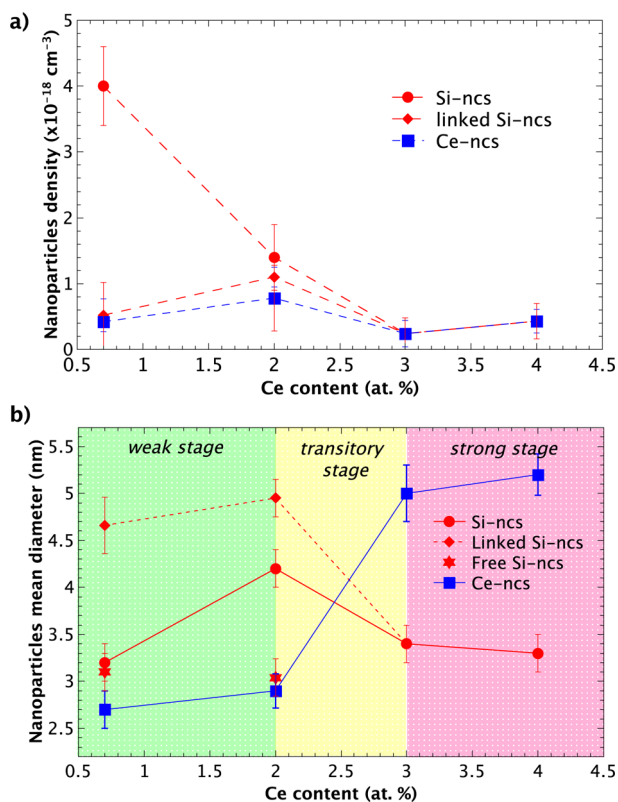 a)
Nanoparticles density (x10⁻¹⁸ cm⁻³)
5
4
3
2
1
0
Si-ncs
linked Si-ncs
Ce-ncs
0.5 1 1.5 2 2.5 3 3.5 4 4.5
Ce content (at. %)
b)
Nanoparticles mean diameter (nm)
5.5
5
4.5
4
3.5
3
2.5
weak stage
transitory
stage
strong stage
Si-ncs
Linked Si-ncs
Free Si-ncs
Ce-ncs
0.5 1 1.5 2 2.5 3 3.5 4 4.5
Ce content (at. %)